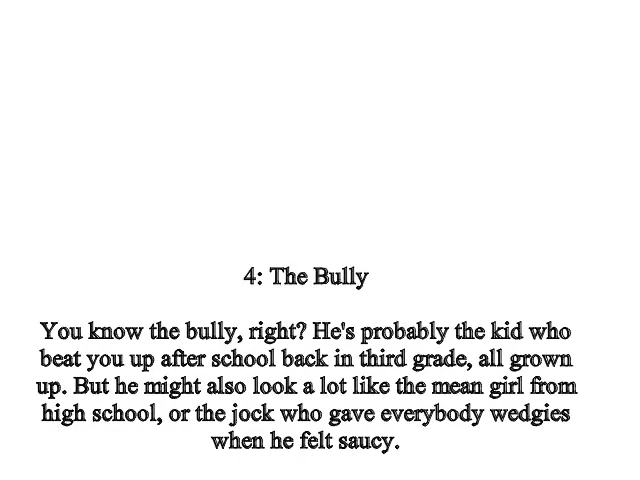 4: The Bully
You know the bully, right? He's probably the kid who
beat you up after school back in third grade, all grown
up. But he might also look a lot like the mean girl from
high school, or the jock who gave everybody wedgies
when he felt saucy.